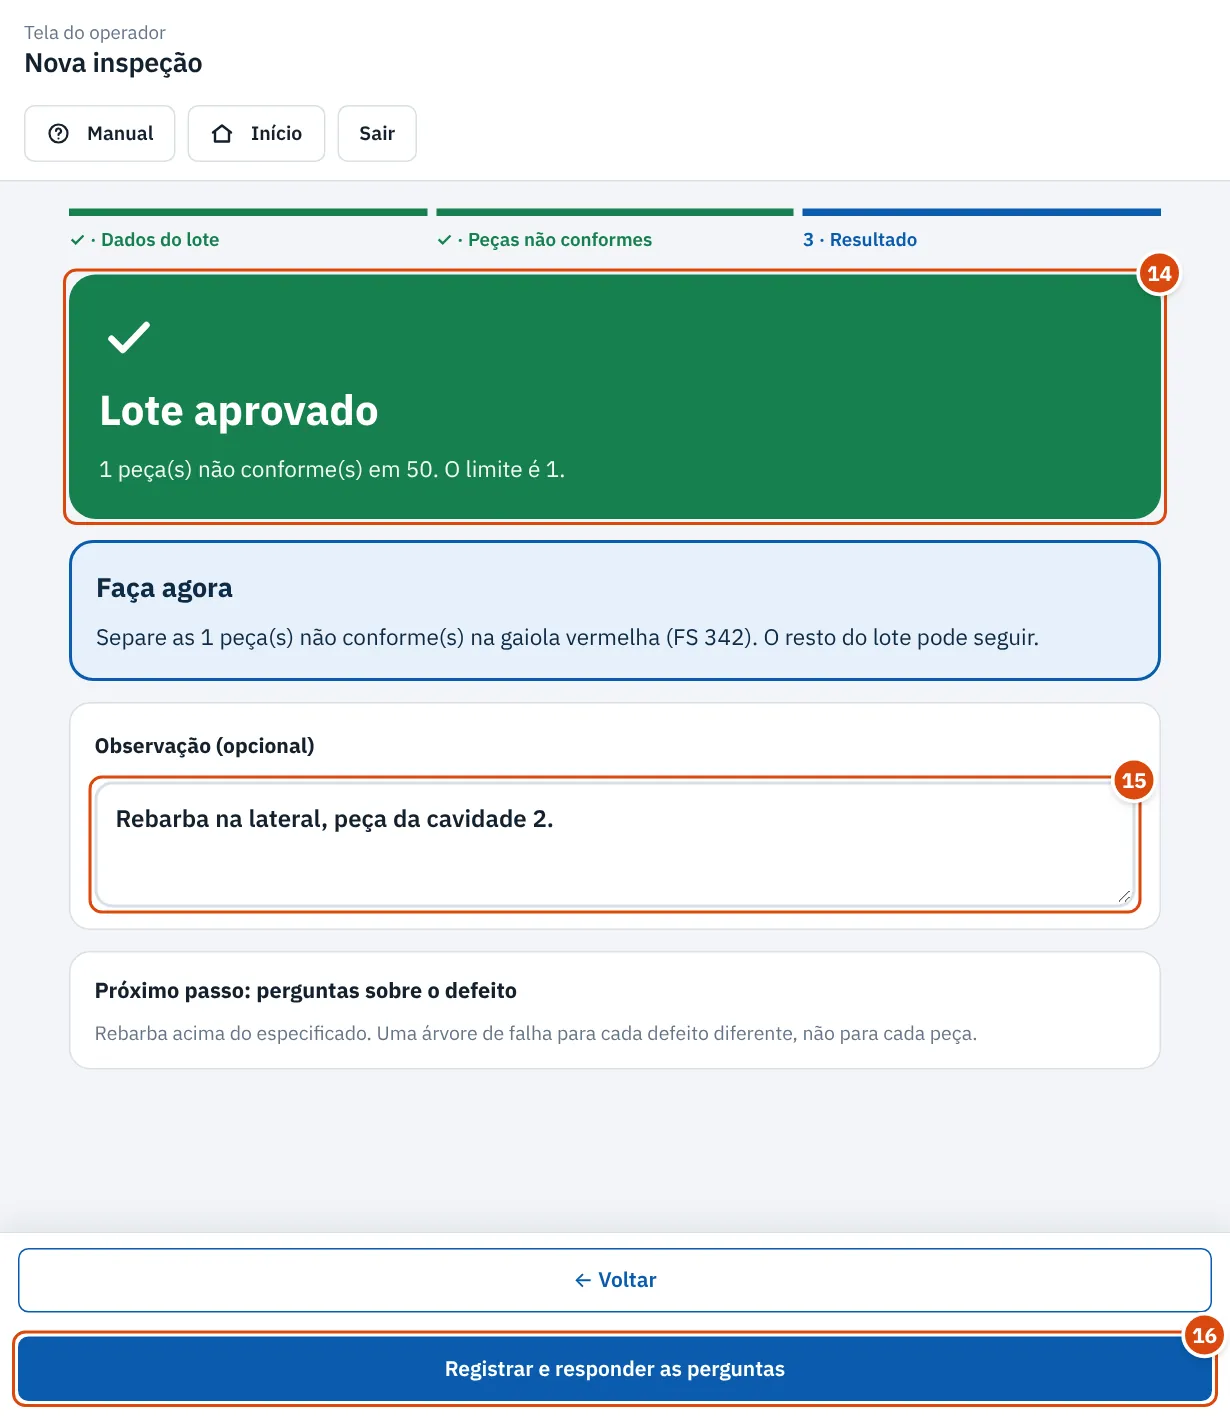 Tela do operador
Nova inspeção
Manual
Início
Sair
✓ · Dados do lote
✓ · Peças não conformes
3 · Resultado
14
Lote aprovado
1 peça(s) não conforme(s) em 50. O limite é 1.
Faça agora
Separe as 1 peça(s) não conforme(s) na gaiola vermelha (FS 342). O resto do lote pode seguir.
Observação (opcional)
15
Rebarba na lateral, peça da cavidade 2.
Próximo passo: perguntas sobre o defeito
Rebarba acima do especificado. Uma árvore de falha para cada defeito diferente, não para cada peça.
← Voltar
16
Registrar e responder as perguntas